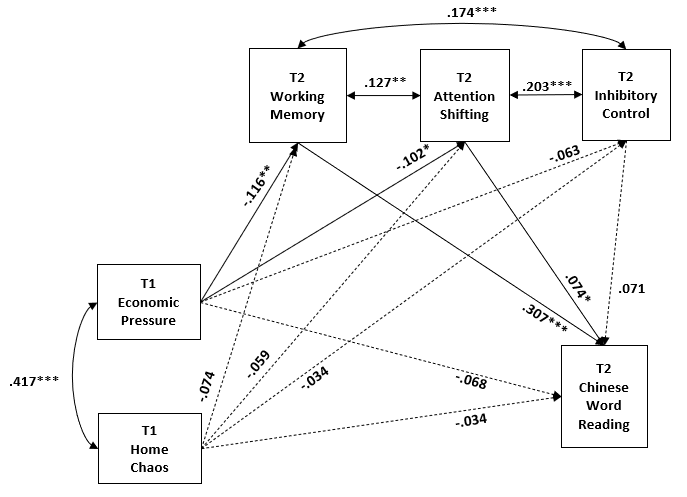 .174***
T2
Working
Memory
.127**
T2
Attention
Shifting
.203***
T2
Inhibitory
Control
-.116**
-.102*
-.063
T1
Economic
Pressure
.074*
.071
.307***
T2
Chinese
Word
Reading
.417***
-.074
-.059
-.034
-.068
-.034
T1
Home
Chaos